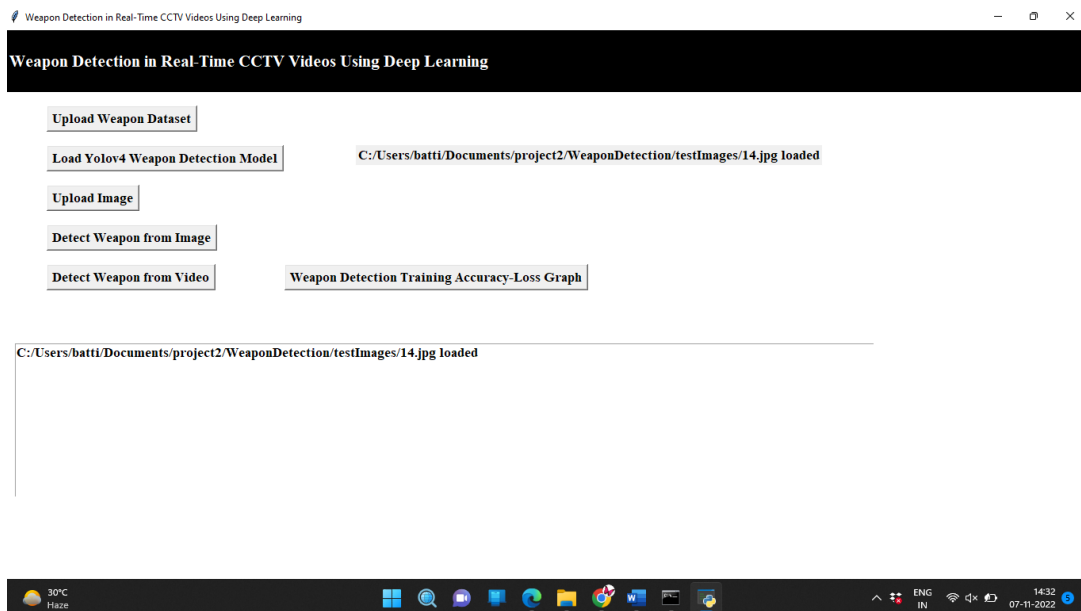 Weapon Detection in Real-Time CCTV Videos Using Deep Learning
Weapon Detection in Real-Time CCTV Videos Using Deep Learning
Upload Weapon Dataset
Load Yolov4 Weapon Detection Model
C:/Users/batti/Documents/project2/WeaponDetection/testImages/14.jpg loaded
Upload Image
Detect Weapon from Image
Detect Weapon from Video
Weapon Detection Training Accuracy-Loss Graph
C:/Users/batti/Documents/project2/WeaponDetection/testImages/14.jpg loaded
30°C
Haze
W
ENG
IN
14:32
07-11-2022
5